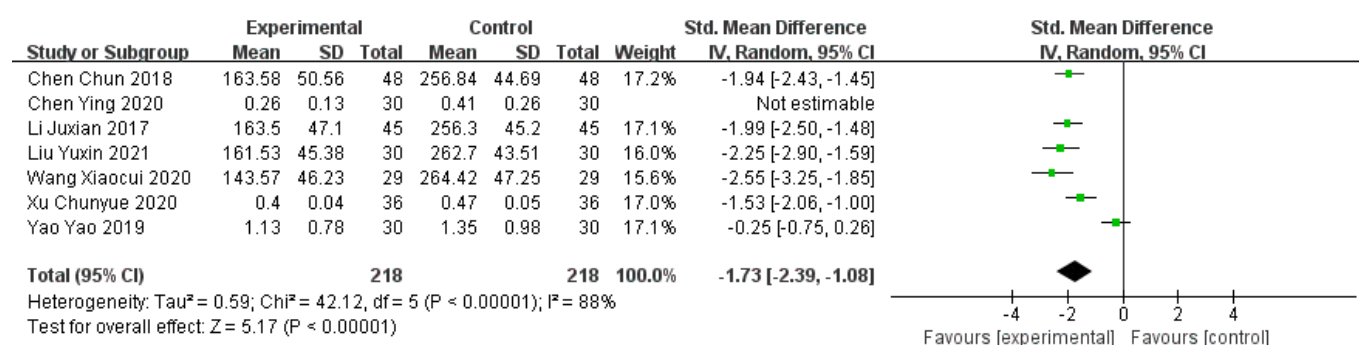 Experimental Control Std. Mean Difference Std. Mean Difference
Study or Subgroup Mean SD Total Mean SD Total Weight IV, Random, 95% CI IV, Random, 95% CI
Chen Chun 2018 163.58 50.56 48 256.84 44.69 48 17.2% -1.94 [-2.43, -1.45]
Chen Ying 2020 0.26 0.13 30 0.41 0.26 30 Not estimable
Li Juxian 2017 163.5 47.1 45 256.3 45.2 45 17.1% -1.99 [-2.50, -1.48]
Liu Yuxin 2021 161.53 45.38 30 262.7 43.51 30 16.0% -2.25 [-2.90, -1.59]
Wang Xiaocui 2020 143.57 46.23 29 264.42 47.25 29 15.6% -2.55 [-3.25, -1.85]
Xu Chunyue 2020 0.4 0.04 36 0.47 0.05 36 17.0% -1.53 [-2.06, -1.00]
Yao Yao 2019 1.13 0.78 30 1.35 0.98 30 17.1% -0.25 [-0.75, 0.26]
Total (95% CI) 218 218 100.0% -1.73 [-2.39, -1.08]
Heterogeneity: Tau² = 0.59; Chi² = 42.12, df = 5 (P < 0.00001); I² = 88%
Test for overall effect: Z = 5.17 (P < 0.00001)
-4 -2 0 2 4
Favours [experimental] Favours [control]